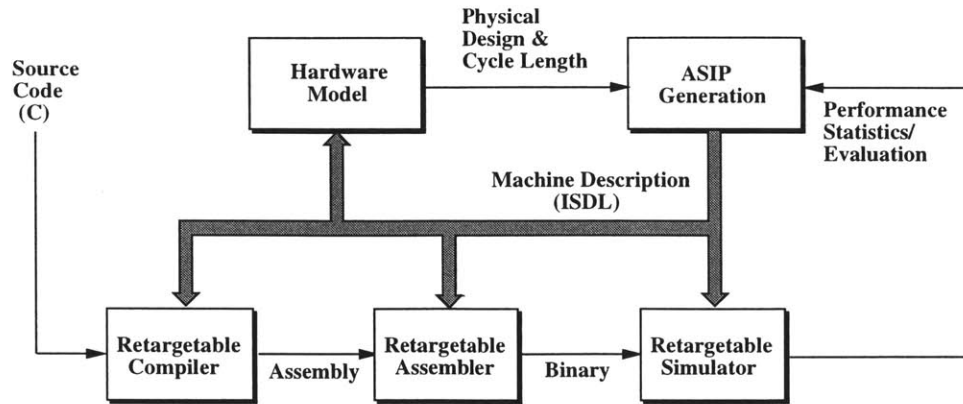 Source
Code
(C)
Hardware
Model
Physical
Design &
Cycle Length
ASIP
Generation
Performance
Statistics/
Evaluation
Machine Description
(ISDL)
Retargetable
Compiler
Assembly
Retargetable
Assembler
Binary
Retargetable
Simulator